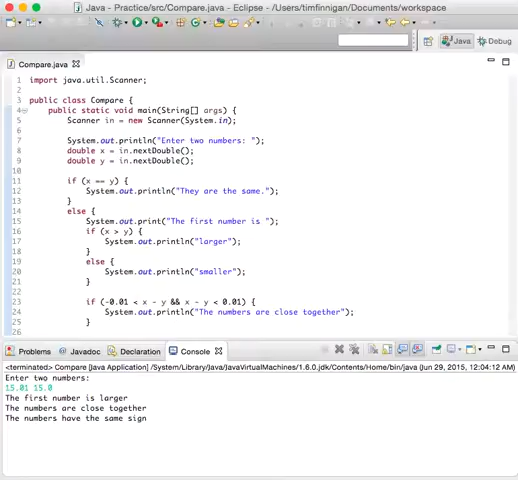 Java - Practice/src/Compare.java - Eclipse - /Users/timfinnigan/Documents/workspace
Java
Debug
Compare.java
1 import java.util.Scanner;
2
3 public class Compare {
4 public static void main(String[] args) {
5 Scanner in = new Scanner(System.in);
6
7 System.out.println("Enter two numbers: ");
8 double x = in.nextDouble();
9 double y = in.nextDouble();
10
11 if (x == y) {
12 System.out.println("They are the same.");
13 }
14 else {
15 System.out.print("The first number is ");
16 if (x > y) {
17 System.out.println("larger");
18 }
19 else {
20 System.out.println("smaller");
21 }
22
23 if (-0.01 < x - y && x - y < 0.01) {
24 System.out.println("The numbers are close together");
25 }
26
Problems @ Javadoc Declaration Console
<terminated> Compare [Java Application] /System/Library/Java/JavaVirtualMachines/1.6.0.jdk/Contents/Home/bin/java (Jun 29, 2015, 12:04:12 AM)
Enter two numbers:
15.01 15.0
The first number is larger
The numbers are close together
The numbers have the same sign